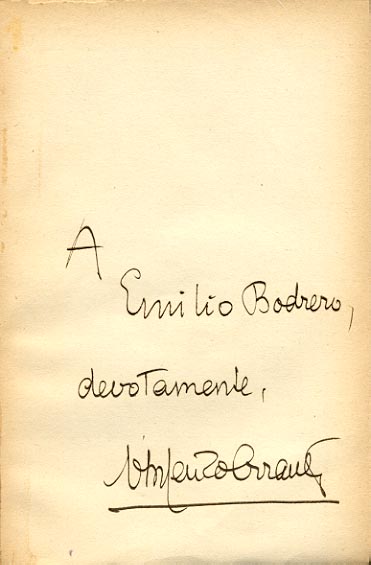 A
Emilio Bodrero,
devotamente,
Vincenzo Errante